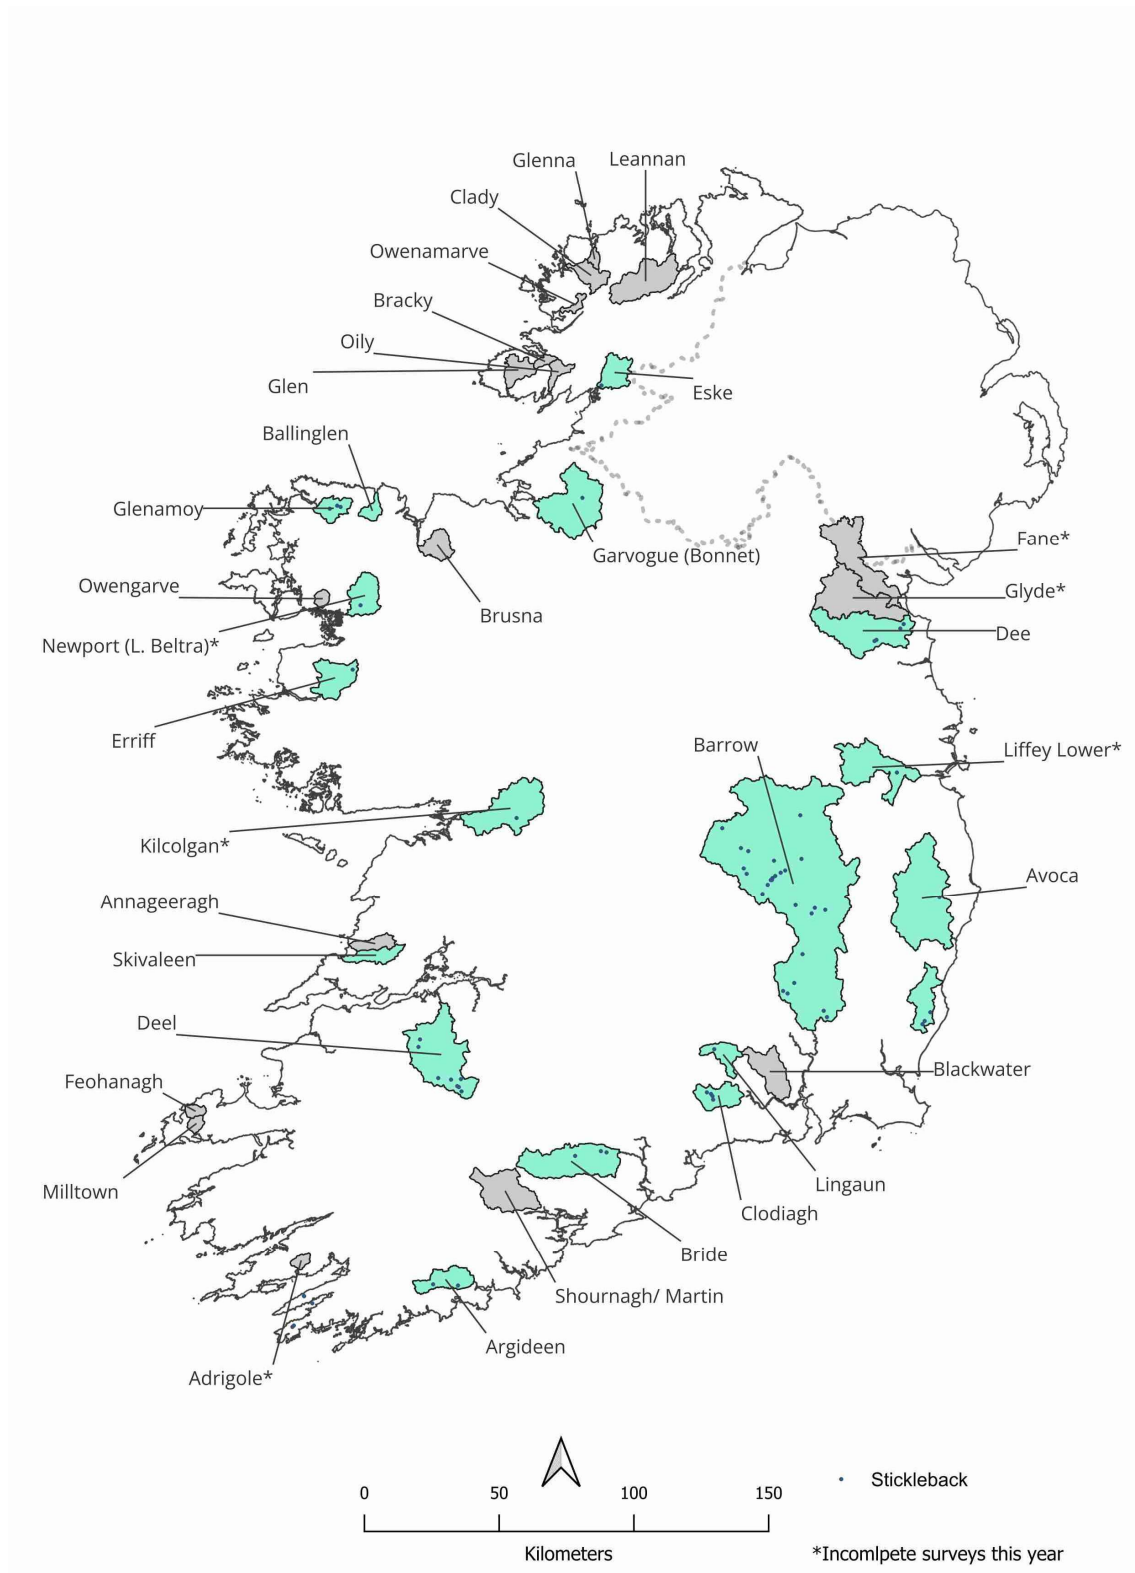 Glenna
Leannan
Clady
Owenamarve
Bracky
Oily
Glen
Eske
Ballinglen
Glenamoy
Garvogue (Bonnet)
Fane*
Owengarve
Glyde*
Brusna
Dee
Newport (L. Beltra)*
Erriff
Barrow
Liffey Lower*
Kilcolgan*
Avoca
Annageeragh
Skivaleen
Deel
Blackwater
Feohanagh
Milltown
Lingaun
Clodiagh
Bride
Shournagh/ Martin
Argideen
Adrigole*
Stickleback
0 50 100 150
Kilometers
*Incomlpete surveys this year